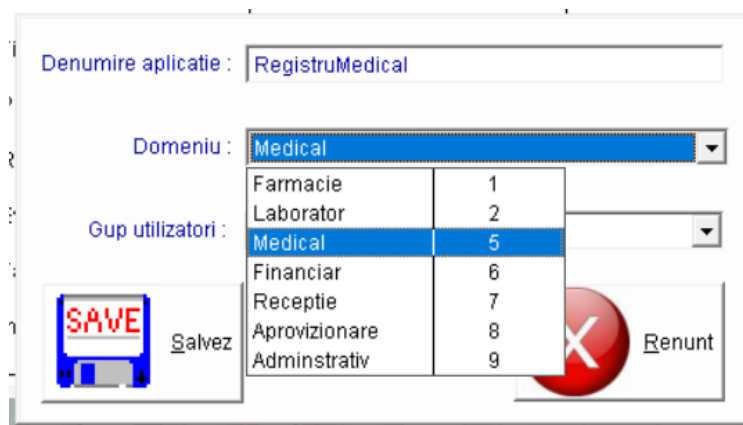 Denumire aplicatie : RegistruMedical
Domeniu : Medical
Farmacie 1
Laborator 2
Gup utilizatori :
Medical 5
Financiar 6
Receptie 7
Aprovizionare 8
Adminstrativ 9
SAVE Salvez
X Renunt